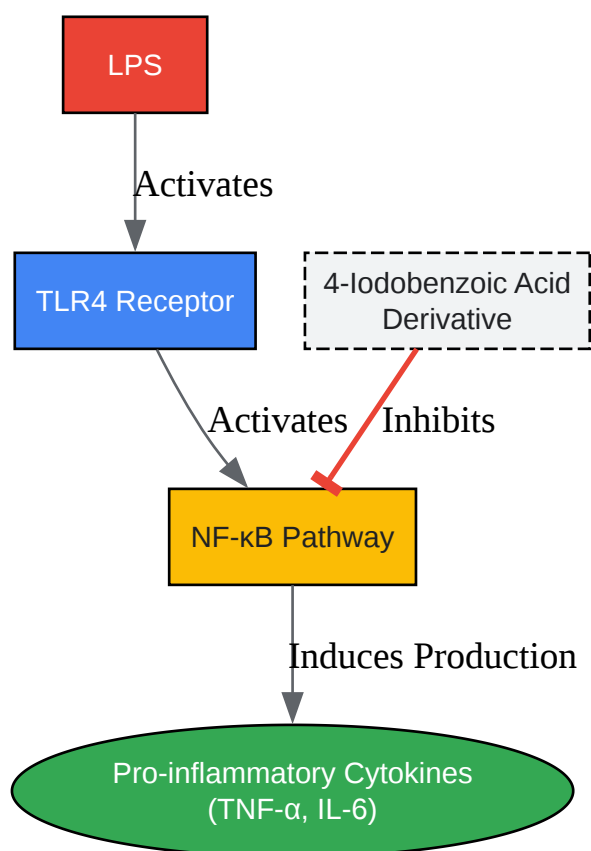 LPS
Activates
TLR4 Receptor
4-Iodobenzoic Acid
Derivative
Activates
Inhibits
NF-κB Pathway
Induces Production
Pro-inflammatory Cytokines
(TNF-α, IL-6)